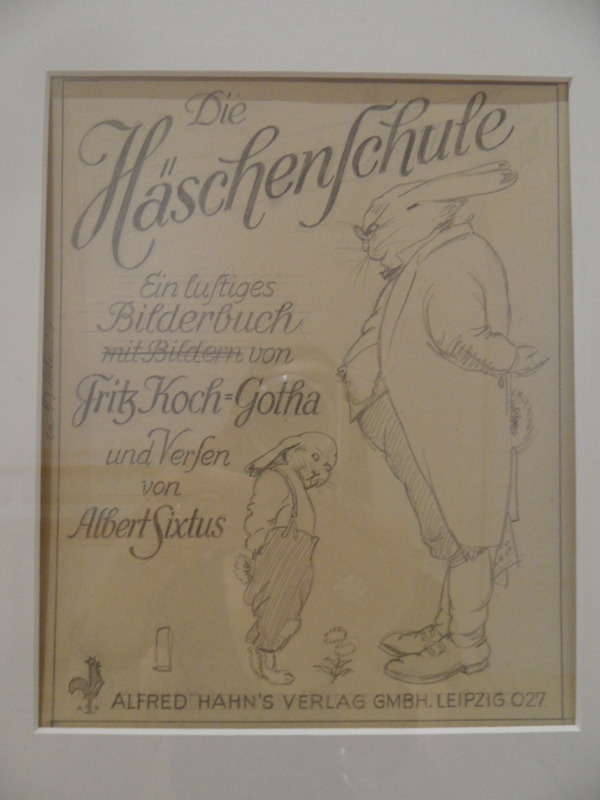 Die
Häschenschule
Ein lustiges
Bilderbuch
mit Bildern von
Fritz Koch=Gotha
und Versen
von
Albert Sixtus
ALFRED HAHN'S VERLAG GMBH. LEIPZIG O27